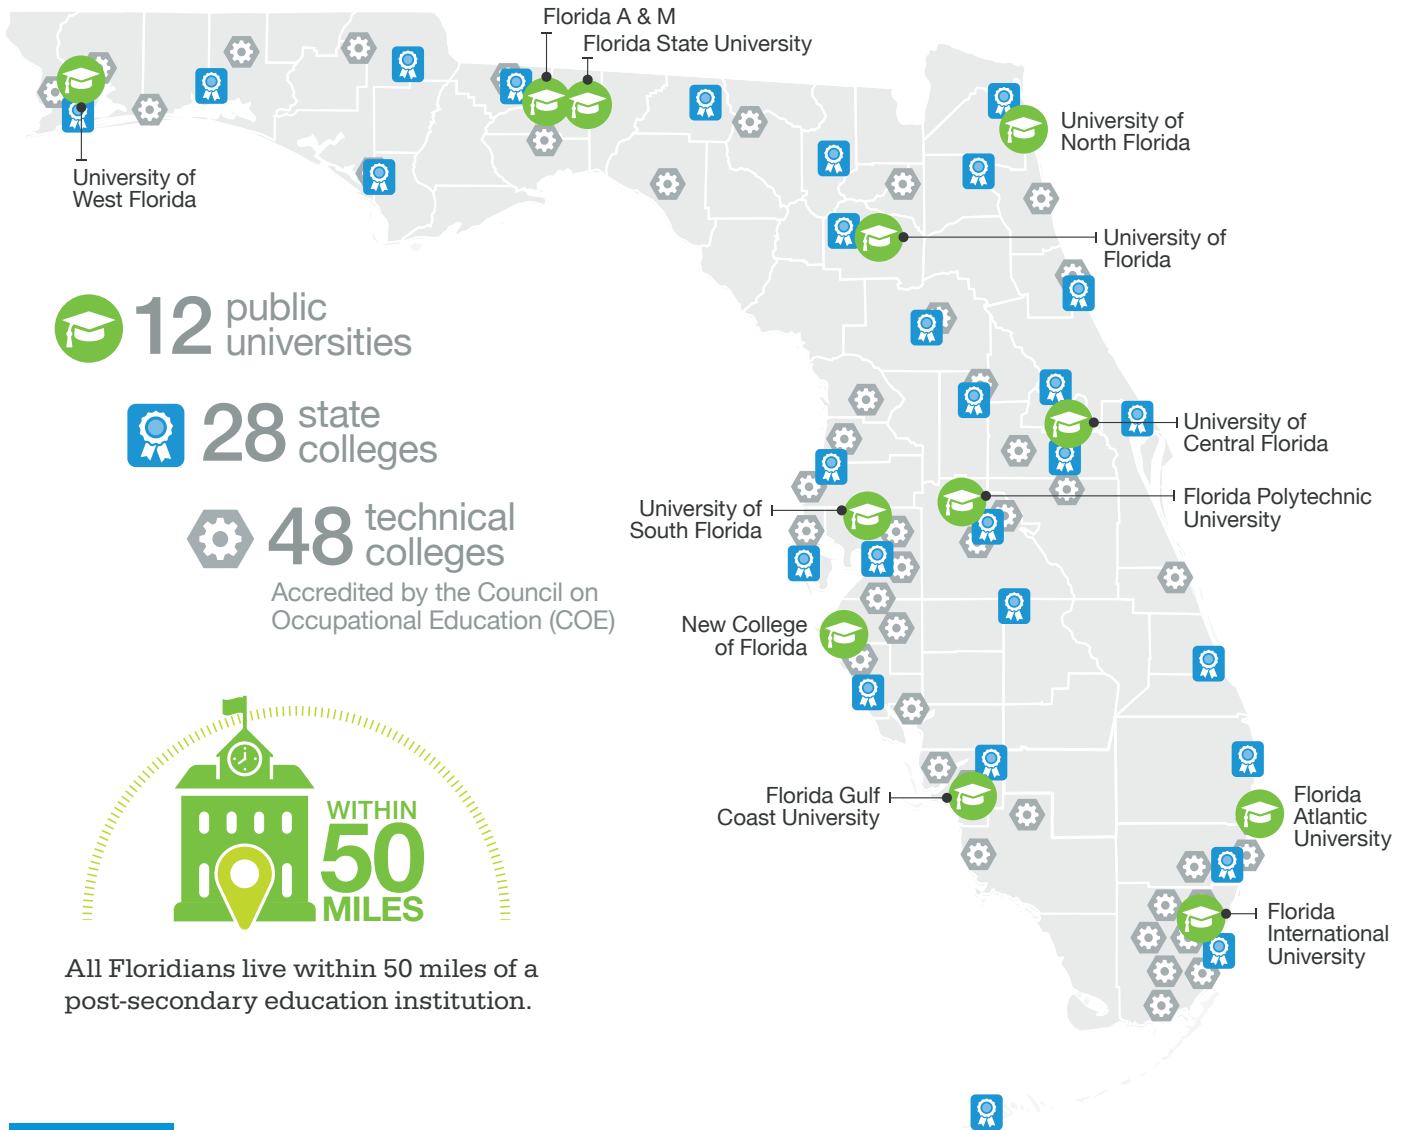 Florida A & M
Florida State University
University of
North Florida
University of
West Florida
University of
Florida
12 public
universities
28 state
colleges
University of
Central Florida
48 technical
colleges
Accredited by the Council on
Occupational Education (COE)
University of
South Florida
Florida Polytechnic
University
New College
of Florida
Florida Gulf
Coast University
Florida
Atlantic
University
Florida
International
University
WITHIN
50
MILES
All Floridians live within 50 miles of a
post-secondary education institution.